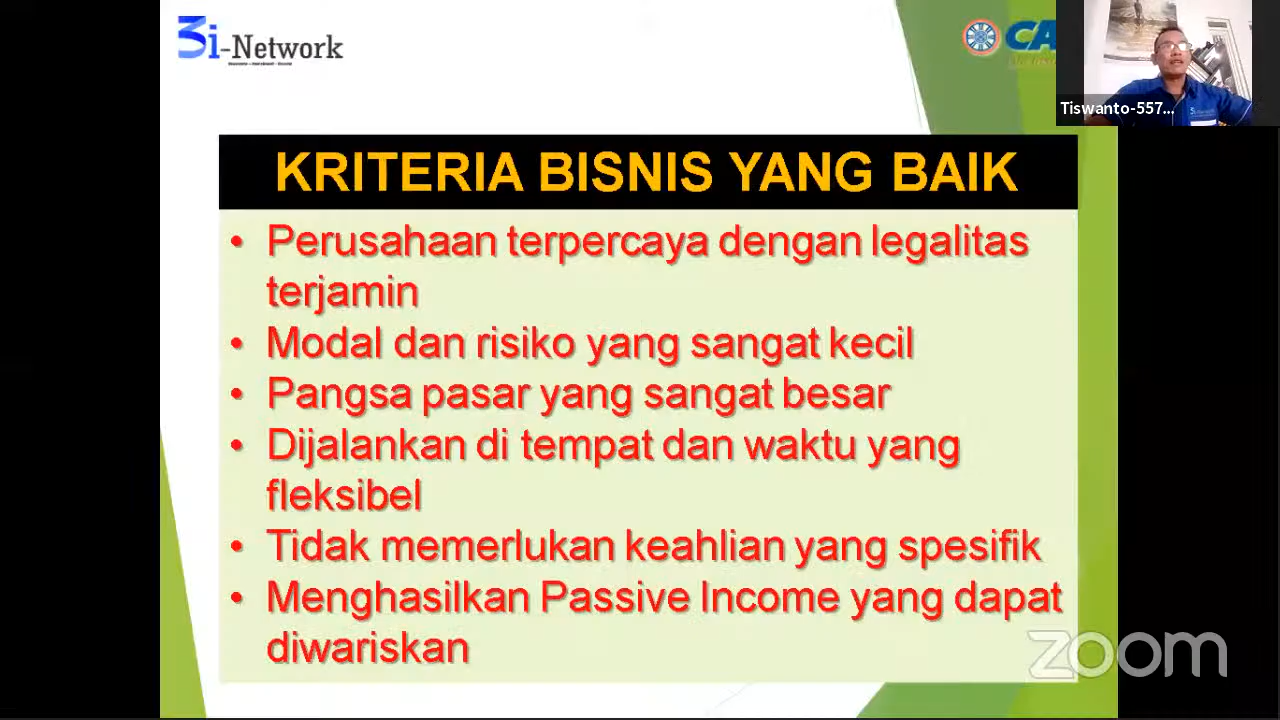 3i-Network
CA
Tiswanto-557...
KRITERIA BISNIS YANG BAIK
• Perusahaan terpercaya dengan legalitas
terjamin
• Modal dan risiko yang sangat kecil
• Pangsa pasar yang sangat besar
• Dijalankan di tempat dan waktu yang
fleksibel
• Tidak memerlukan keahlian yang spesifik
• Menghasilkan Passive Income yang dapat
diwariskan
zoom